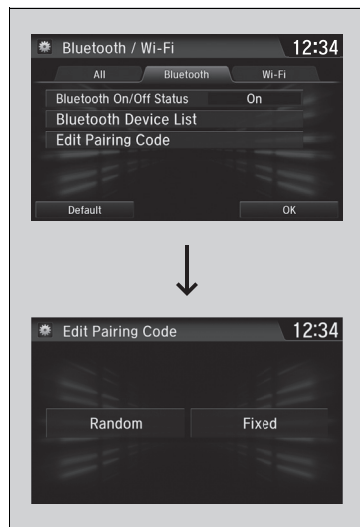 Bluetooth / Wi-Fi 12:34
All Bluetooth Wi-Fi
Bluetooth On/Off Status On
Bluetooth Device List
Edit Pairing Code
Default OK
Edit Pairing Code 12:34
Random Fixed